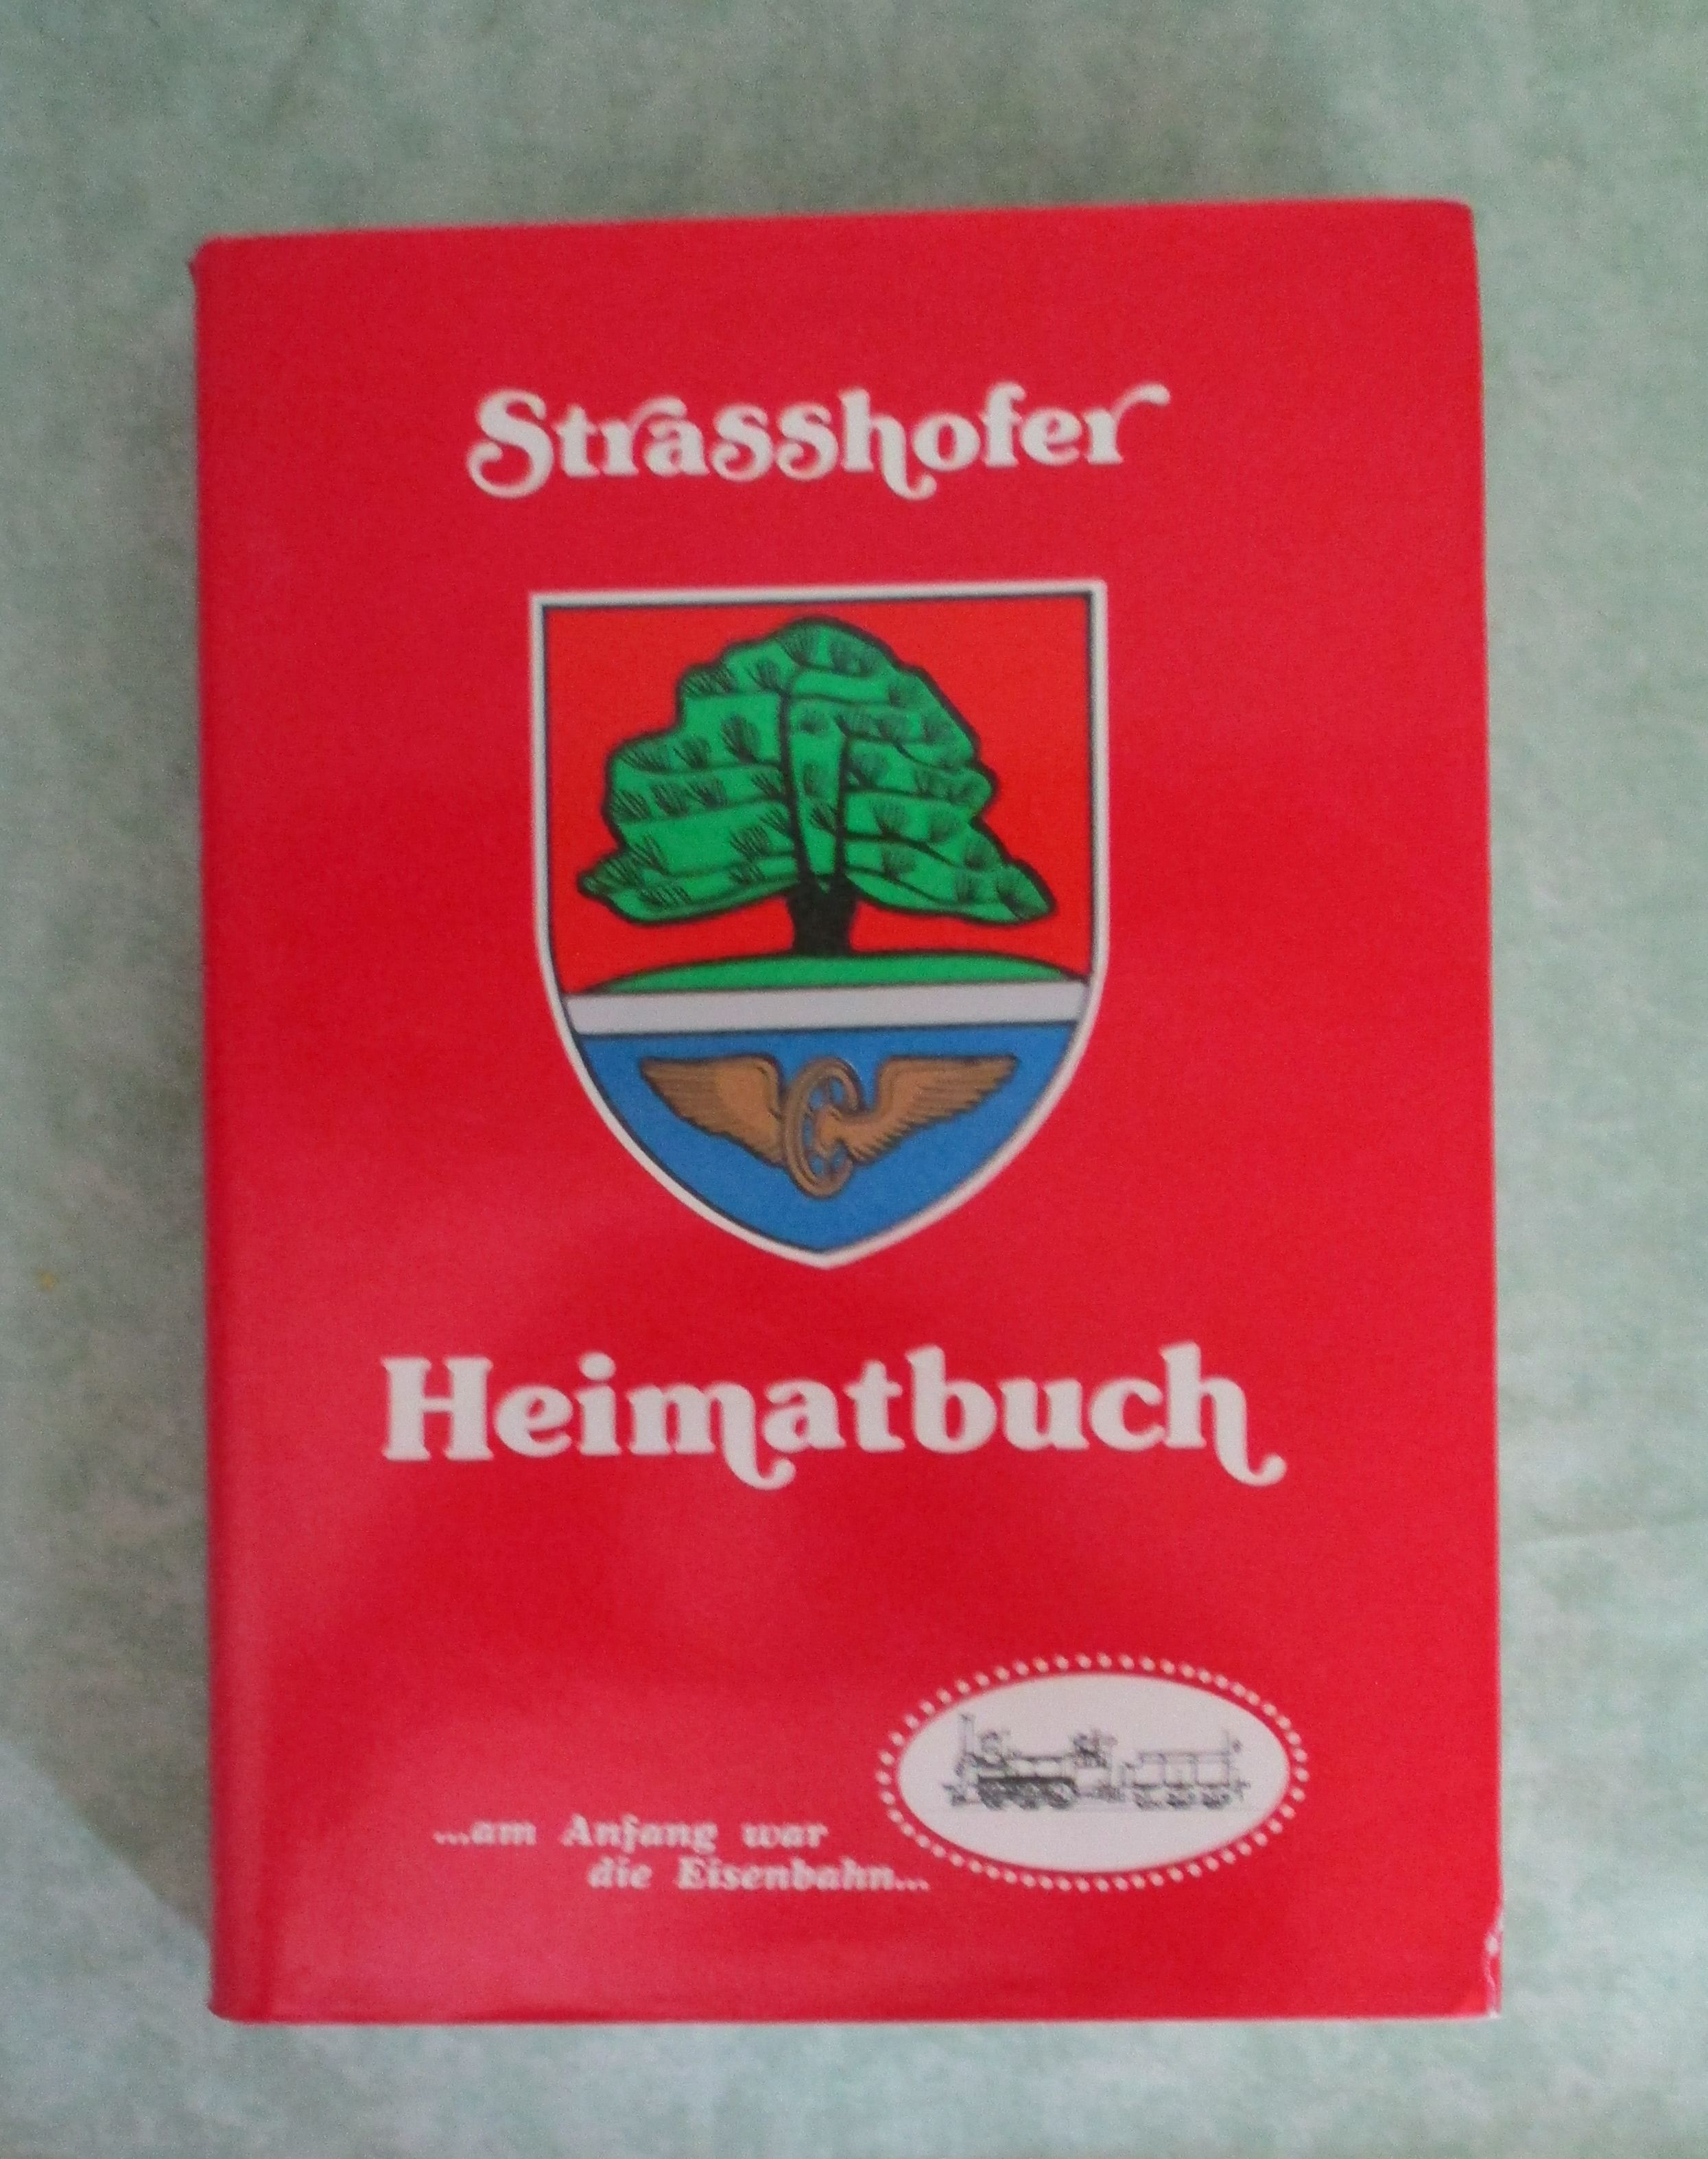 Strasshofer
Heimatbuch
...am Anfang war
die Eisenbahn...